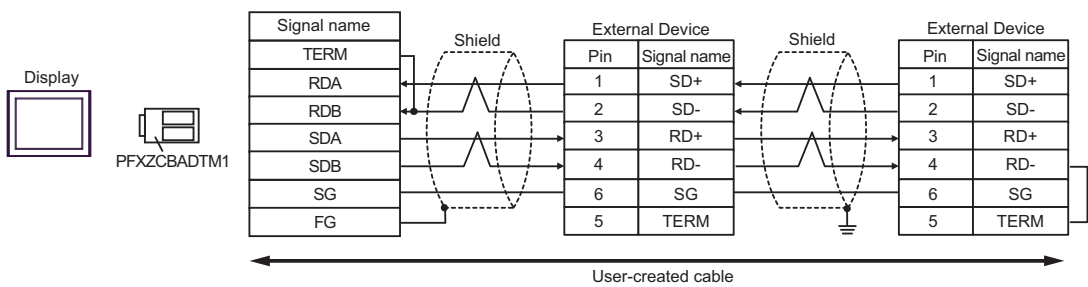 Display
PFXZCBADTM1
Signal name
TERM
RDA
RDB
SDA
SDB
SG
FG
Shield
External Device
Pin Signal name
1 SD+
2 SD-
3 RD+
4 RD-
6 SG
5 TERM
Shield
External Device
Pin Signal name
1 SD+
2 SD-
3 RD+
4 RD-
6 SG
5 TERM
User-created cable